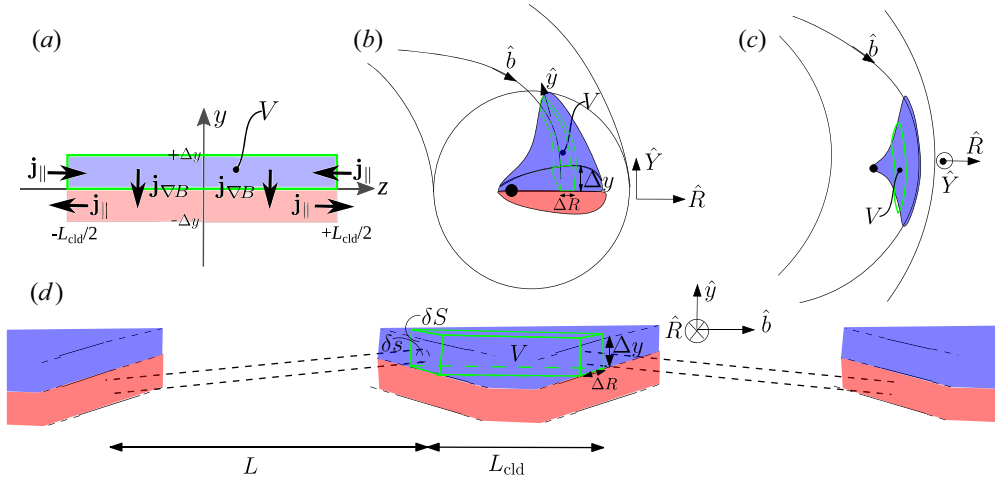 (a)
y
V
+Δy
j∥
j∥
j∇B
j∇B
z
j∥
j∥
-Δy
-Lcld/2
+Lcld/2
(b)
b̂
ŷ
V
Δy
ΔR
Ŷ
R̂
(c)
b̂
R̂
Ŷ
V
(d)
δS
δs
V
Δy
ΔR
ŷ
R̂
b̂
L
Lcld